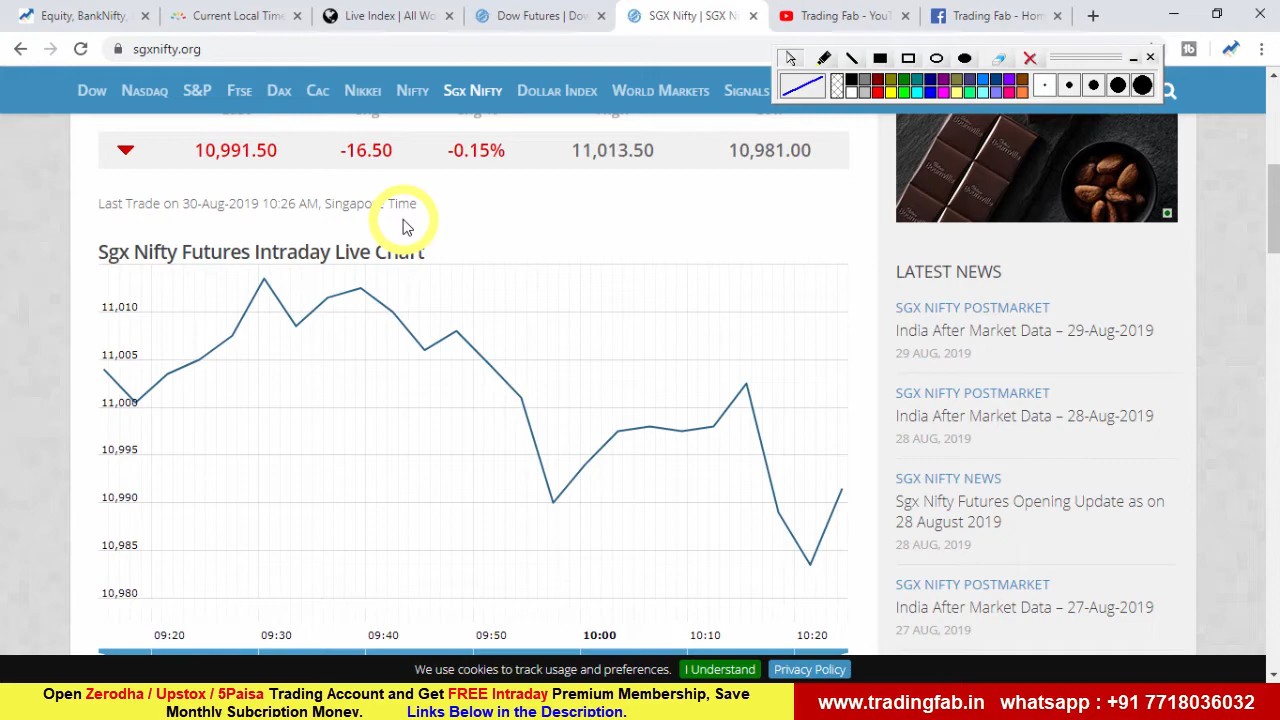 Equity, BankNifty,
Current Local Time
Live Index | All Wo
Dow Futures | Dow
SGX Nifty | SGX N
Trading Fab - YouT
Trading Fab - Hom
sgxnifty.org
Dow Nasdaq S&P Ftse Dax Cac Nikkei Nifty Sgx Nifty Dollar Index World Markets Signals
10,991.50 -16.50 -0.15% 11,013.50 10,981.00
Last Trade on 30-Aug-2019 10:26 AM, Singapore Time
Sgx Nifty Futures Intraday Live Chart
11,010
11,005
11,000
10,995
10,990
10,985
10,980
09:20 09:30 09:40 09:50 10:00 10:10 10:20
LATEST NEWS
SGX NIFTY POSTMARKET
India After Market Data – 29-Aug-2019
29 AUG, 2019
SGX NIFTY POSTMARKET
India After Market Data – 28-Aug-2019
28 AUG, 2019
SGX NIFTY NEWS
Sgx Nifty Futures Opening Update as on
28 August 2019
28 AUG, 2019
SGX NIFTY POSTMARKET
India After Market Data – 27-Aug-2019
27 AUG, 2019
We use cookies to track usage and preferences. I Understand Privacy Policy
Open Zerodha / Upstox / 5Paisa Trading Account and Get FREE Intraday Premium Membership, Save
Monthly Subcription Money. Links Below in the Description.
www.tradingfab.in whatsapp : +91 7718036032